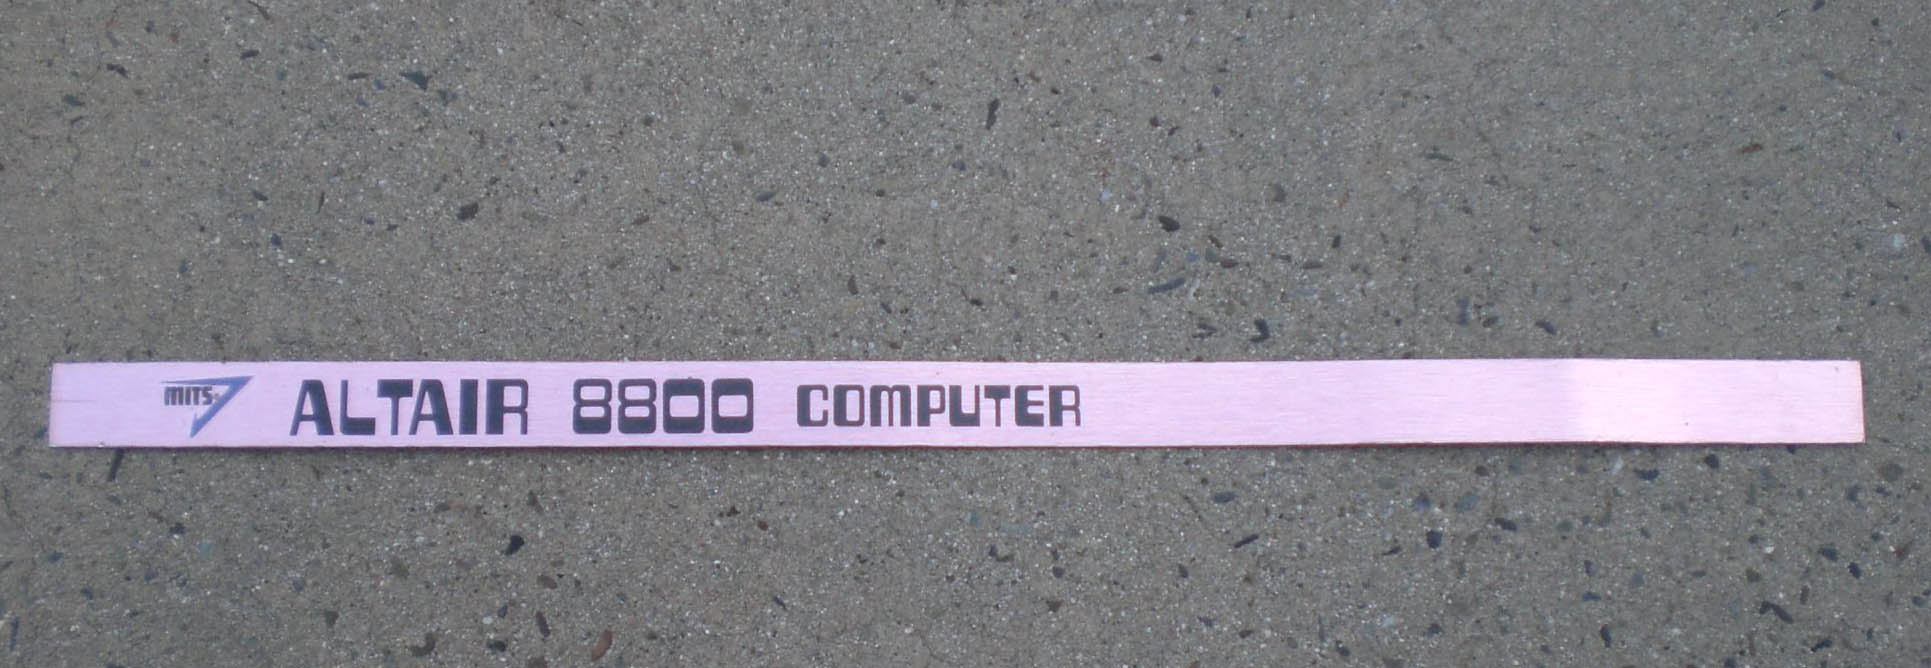 MITS ALTAIR 8800 COMPUTER